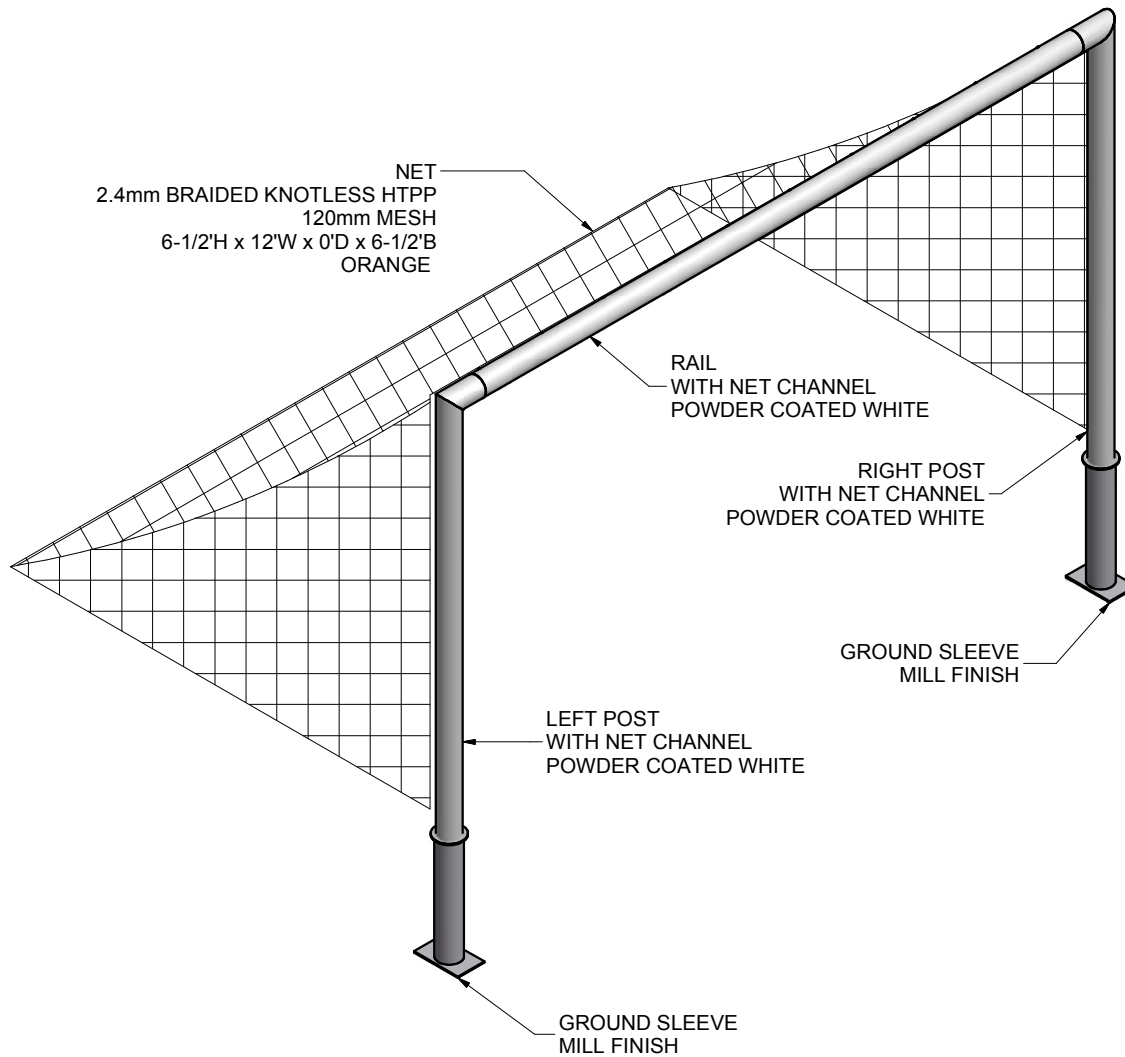 NET
2.4mm BRAIDED KNOTLESS HTPP
120mm MESH
6-1/2'H x 12'W x 0'D x 6-1/2'B
ORANGE
RAIL
WITH NET CHANNEL
POWDER COATED WHITE
RIGHT POST
WITH NET CHANNEL
POWDER COATED WHITE
GROUND SLEEVE
MILL FINISH
LEFT POST
WITH NET CHANNEL
POWDER COATED WHITE
GROUND SLEEVE
MILL FINISH